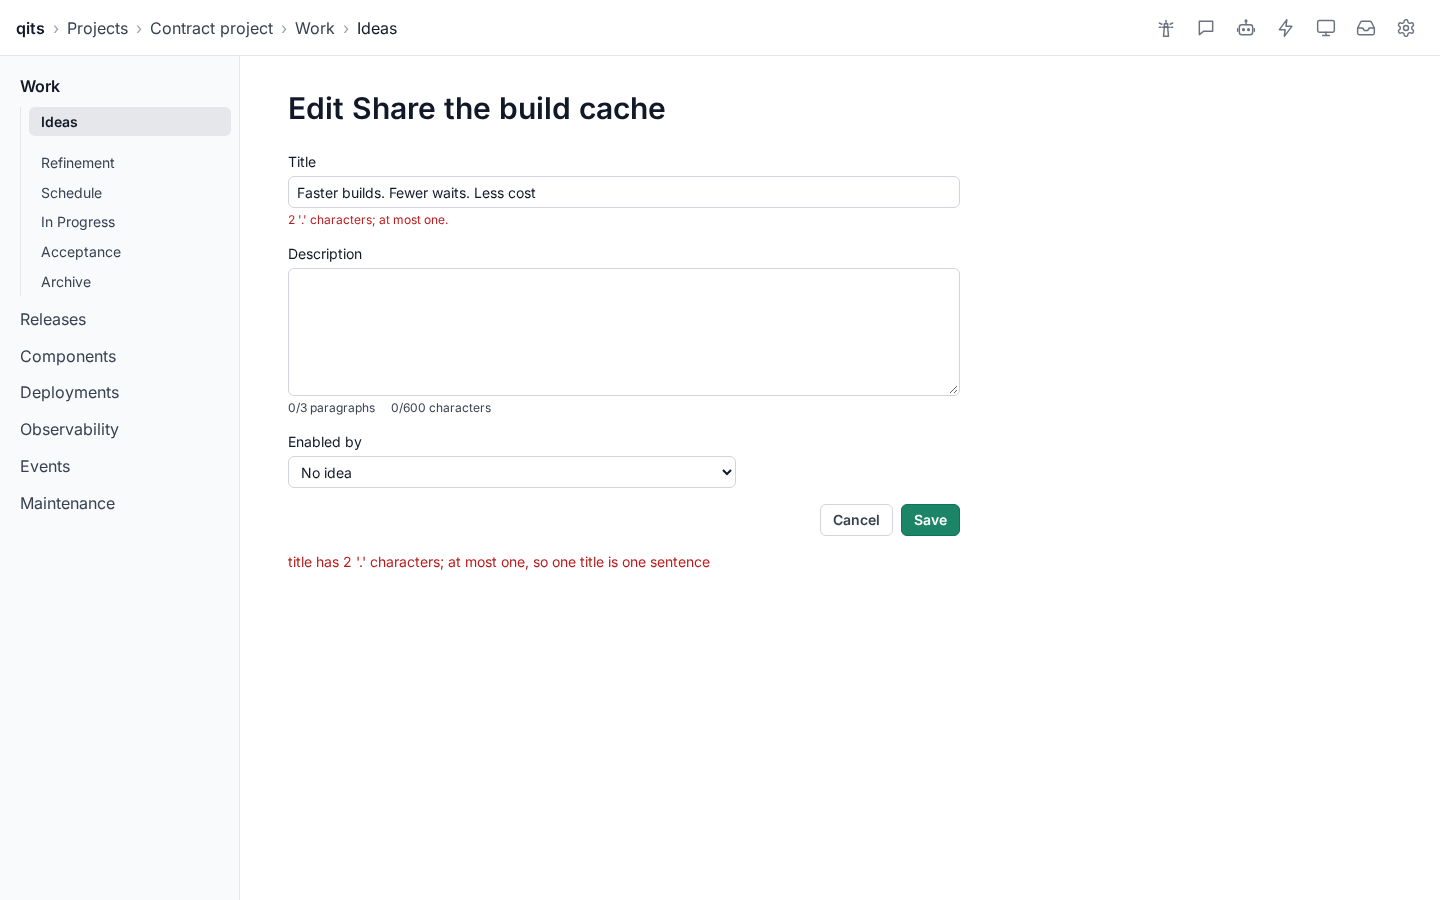 qits › Projects › Contract project › Work › Ideas
Work
Ideas
Refinement
Schedule
In Progress
Acceptance
Archive
Releases
Components
Deployments
Observability
Events
Maintenance
Edit Share the build cache
Title
Faster builds. Fewer waits. Less cost
2 '.' characters; at most one.
Description
0/3 paragraphs 0/600 characters
Enabled by
No idea
Cancel Save
title has 2 '.' characters; at most one, so one title is one sentence